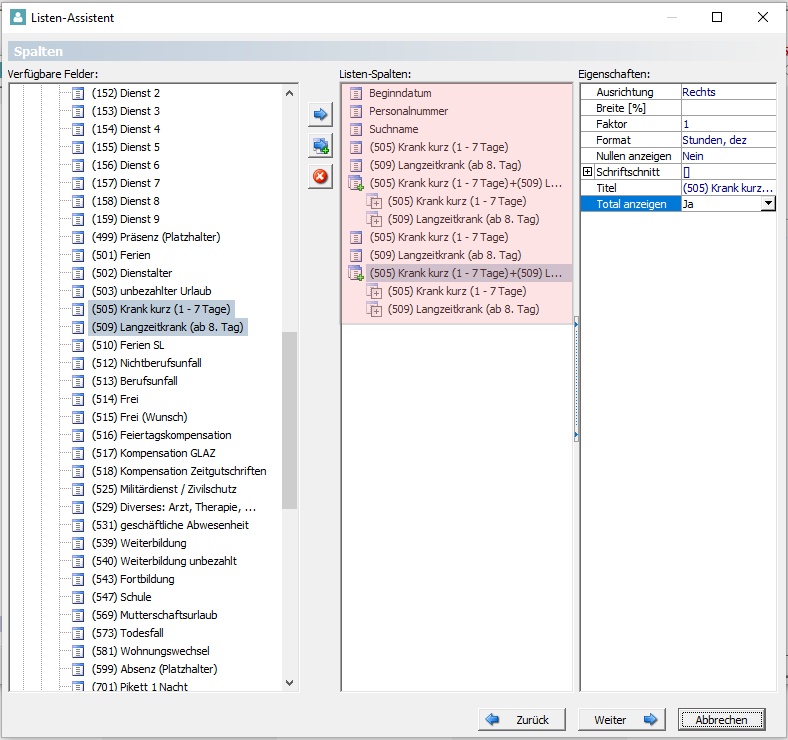 Listen-Assistent
Spalten
Verfügbare Felder:
(152) Dienst 2
(153) Dienst 3
(154) Dienst 4
(155) Dienst 5
(156) Dienst 6
(157) Dienst 7
(158) Dienst 8
(159) Dienst 9
(499) Präsenz (Platzhalter)
(501) Ferien
(502) Dienstalter
(503) unbezahlter Urlaub
(505) Krank kurz (1 - 7 Tage)
(509) Langzeitkrank (ab 8. Tag)
(510) Ferien SL
(512) Nichtberufsunfall
(513) Berufsunfall
(514) Frei
(515) Frei (Wunsch)
(516) Feiertagskompensation
(517) Kompensation GLAZ
(518) Kompensation Zeitgutschriften
(525) Militärdienst / Zivilschutz
(529) Diverses: Arzt, Therapie, ...
(531) geschäftliche Abwesenheit
(539) Weiterbildung
(540) Weiterbildung unbezahlt
(543) Fortbildung
(547) Schule
(569) Mutterschaftsurlaub
(573) Todesfall
(581) Wohnungswechsel
(599) Absenz (Platzhalter)
(701) Pikett 1 Nacht
Listen-Spalten:
Beginndatum
Personalnummer
Suchname
(505) Krank kurz (1 - 7 Tage)
(509) Langzeitkrank (ab 8. Tag)
(505) Krank kurz (1 - 7 Tage)+(509) L...
(505) Krank kurz (1 - 7 Tage)
(509) Langzeitkrank (ab 8. Tag)
(505) Krank kurz (1 - 7 Tage)
(509) Langzeitkrank (ab 8. Tag)
(505) Krank kurz (1 - 7 Tage)+(509) L...
(505) Krank kurz (1 - 7 Tage)
(509) Langzeitkrank (ab 8. Tag)
Eigenschaften:
Ausrichtung Rechts
Breite [%]
Faktor 1
Format Stunden, dez
Nullen anzeigen Nein
Schriftschnitt []
Titel (505) Krank kurz...
Total anzeigen Ja
Zurück
Weiter
Abbrechen